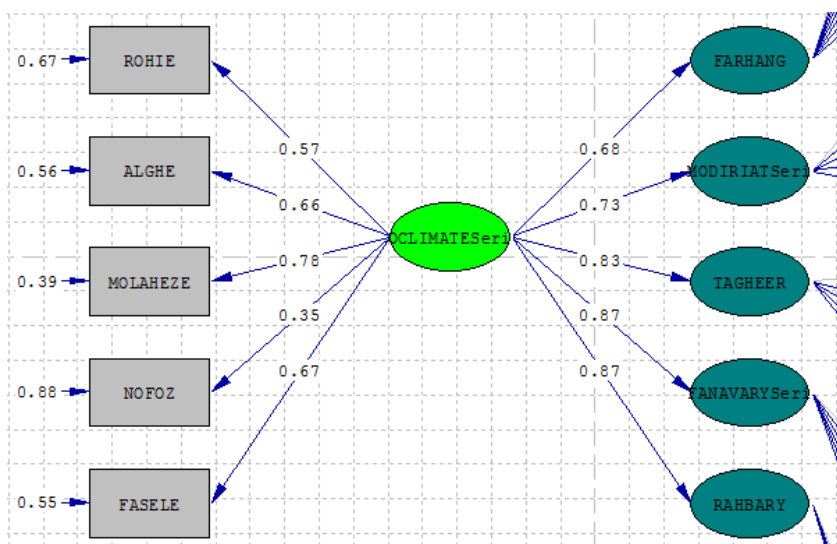 0.67 ROHIE
0.57
0.56 ALGHE
0.66
0.39 MOLAHEZE
0.78
0.88 NOFOZ
0.35
0.55 FASELE
0.67
OCLIMATESeri
0.68 FARHANG
0.73 MODIRIATSeri
0.83 TAGHEER
0.87 FANAVARYSeri
0.87 RAHBARY